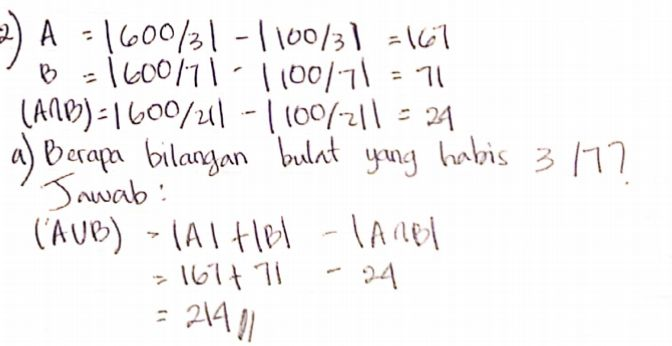 2) A = |600/3| - |100/3| = 167
B = |600/7| - |100/7| = 71
(A∩B) = |600/21| - |100/21| = 24
a) Berapa bilangan bulat yang habis 3 / 7 ?
Jawab :
(AUB) = |A| + |B| - |A∩B|
= 167 + 71 - 24
= 214 //